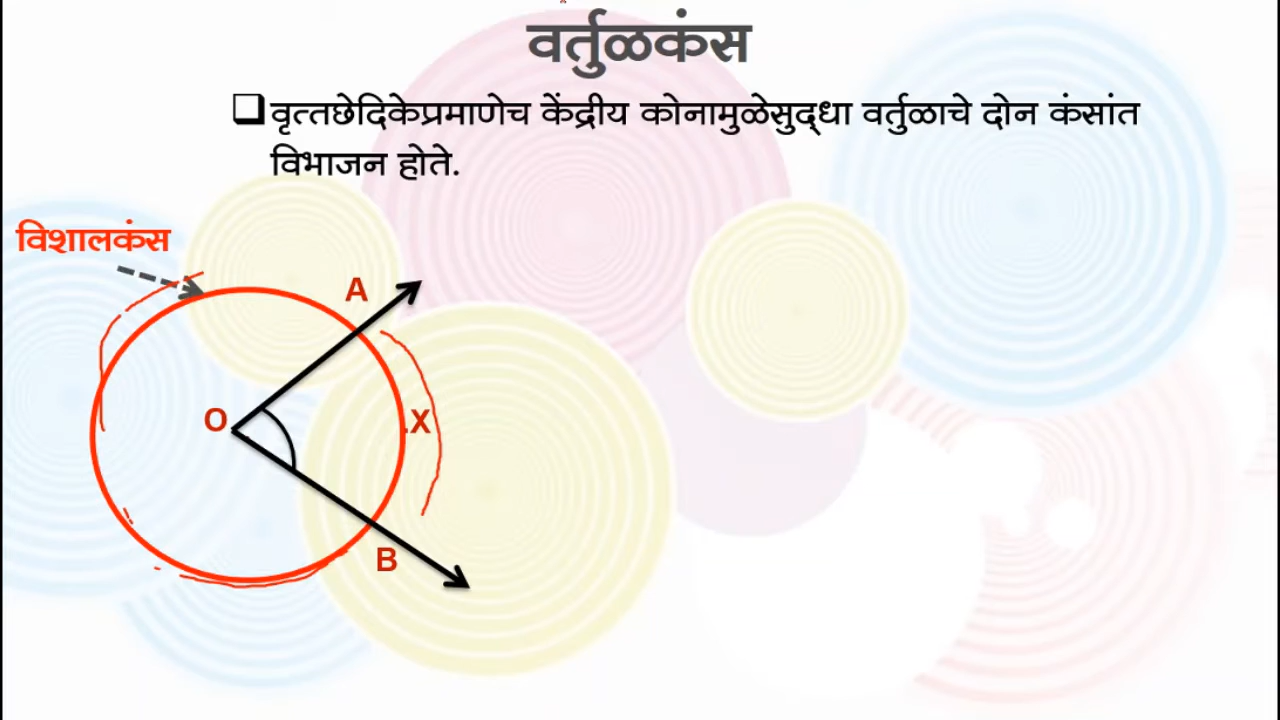 वर्तुळकंस
वृत्तछेदिकेप्रमाणेच केंद्रीय कोनामुळेसुद्धा वर्तुळाचे दोन कंसांत
विभाजन होते.
विशालकंस
A
O
.X
B